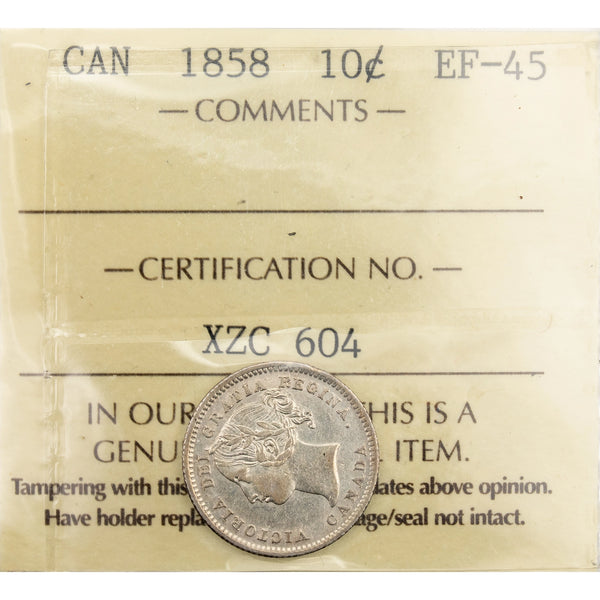 CAN 1858 10¢ EF-45
— COMMENTS —
— CERTIFICATION NO. —
XZC 604
IN OUR THIS IS A
GENU ITEM.
Tampering with this ates above opinion.
Have holder repla age/seal not intact.
VICTORIA DEI GRATIA REGINA.
CANADA